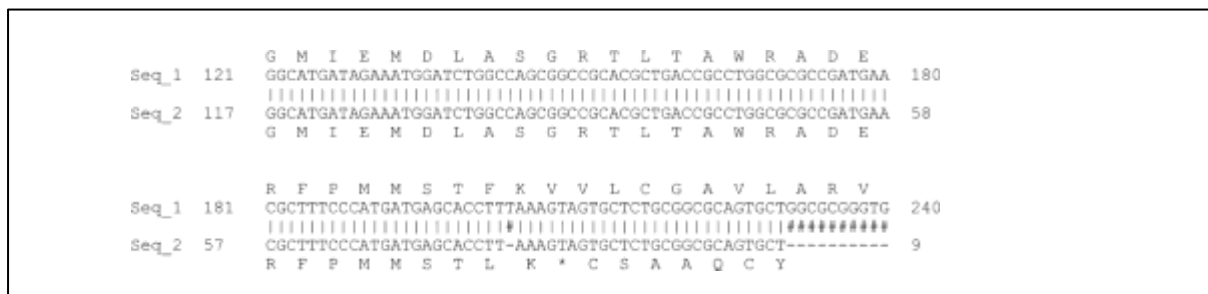 G M I E M D L A S G R T L T A W R A D E
Seq_1 121 GGCATGATAGAAATGGATCTGGCCAGCGGCCGCACGCTGACCGCCTGGCGCGCCGATGAA 180
||||||||||||||||||||||||||||||||||||||||||||||||||||||||||||
Seq_2 117 GGCATGATAGAAATGGATCTGGCCAGCGGCCGCACGCTGACCGCCTGGCGCGCCGATGAA 58
G M I E M D L A S G R T L T A W R A D E
R F P M M S T F K V V L C G A V L A R V
Seq_1 181 CGCTTTCCCATGATGAGCACCTTTAAAGTAGTGCTCTGCGGCGCAGTGCTGGCGCGGGTG 240
|||||||||||||||||||||||#||||||||||||||||||||||||||##########
Seq_2 57 CGCTTTCCCATGATGAGCACCTT-AAAGTAGTGCTCTGCGGCGCAGTGCT---------- 9
R F P M M S T L K * C S A A Q C Y